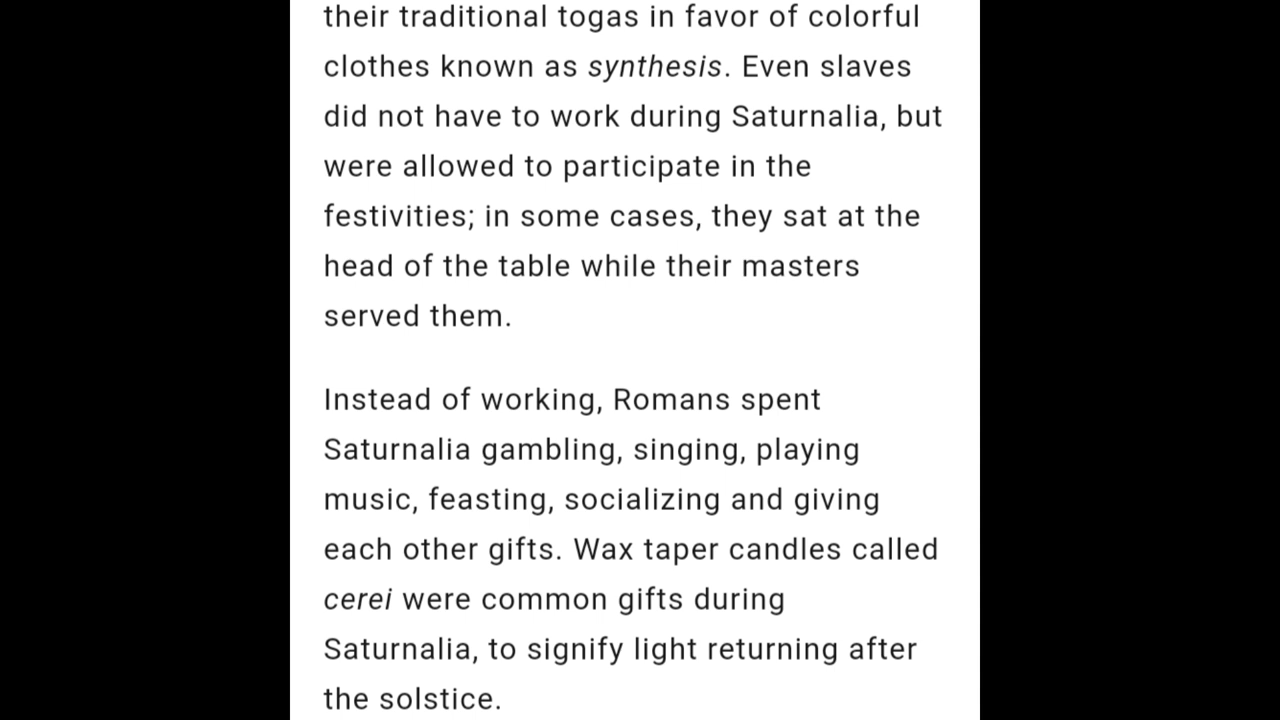 their traditional togas in favor of colorful
clothes known as synthesis. Even slaves
did not have to work during Saturnalia, but
were allowed to participate in the
festivities; in some cases, they sat at the
head of the table while their masters
served them.
Instead of working, Romans spent
Saturnalia gambling, singing, playing
music, feasting, socializing and giving
each other gifts. Wax taper candles called
cerei were common gifts during
Saturnalia, to signify light returning after
the solstice.